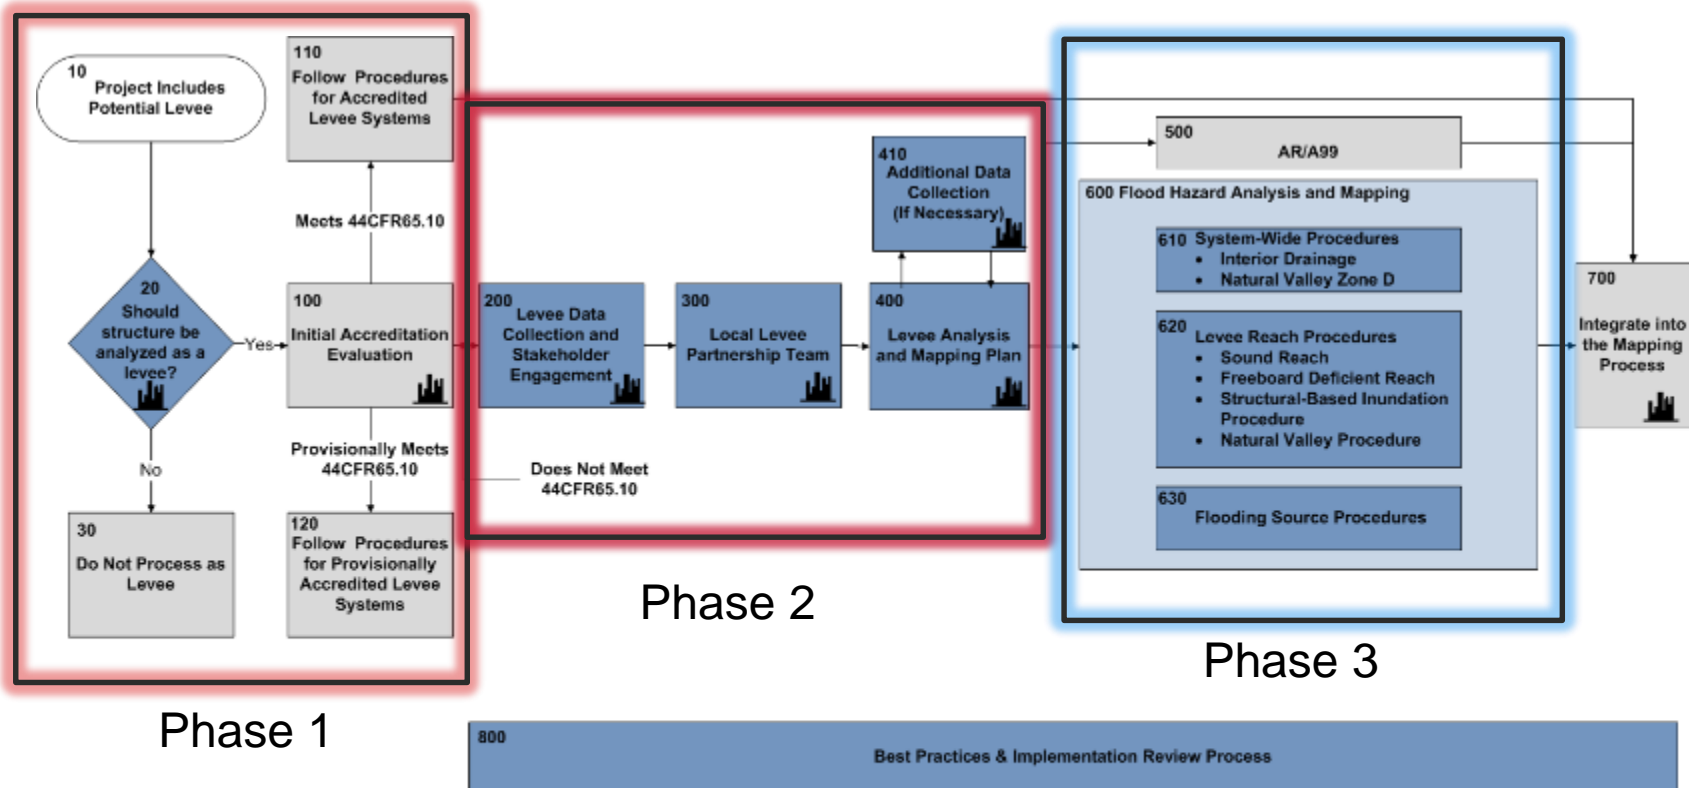 10
Project Includes
Potential Levee
110
Follow Procedures
for Accredited
Levee Systems
Meets 44CFR65.10
20
Should
structure be
analyzed as a
levee?
Yes
No
30
Do Not Process as
Levee
100
Initial Accreditation
Evaluation
Provisionally Meets
44CFR65.10
120
Follow Procedures
for Provisionally
Accredited Levee
Systems
Phase 1
200
Levee Data
Collection and
Stakeholder
Engagement
300
Local Levee
Partnership Team
400
Levee Analysis
and Mapping Plan
410
Additional Data
Collection
(If Necessary)
Does Not Meet
44CFR65.10
Phase 2
500
AR/A99
600 Flood Hazard Analysis and Mapping
610 System-Wide Procedures
• Interior Drainage
• Natural Valley Zone D
620
Levee Reach Procedures
• Sound Reach
• Freeboard Deficient Reach
• Structural-Based Inundation
Procedure
• Natural Valley Procedure
630
Flooding Source Procedures
Phase 3
700
Integrate into
the Mapping
Process
800
Best Practices & Implementation Review Process